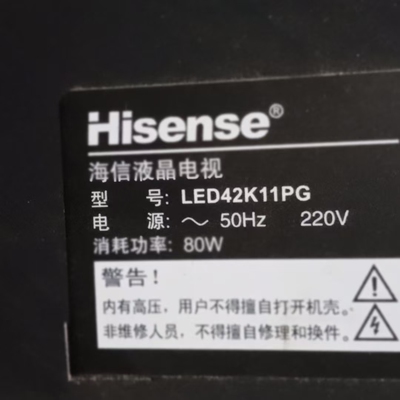 Hisense®
海信液晶电视
型 号: LED42K11PG
电 源: ～ 50Hz 220V
消耗功率: 80W
警告!
内有高压，用户不得擅自打开机壳。
非维修人员，不得擅自修理和换件。